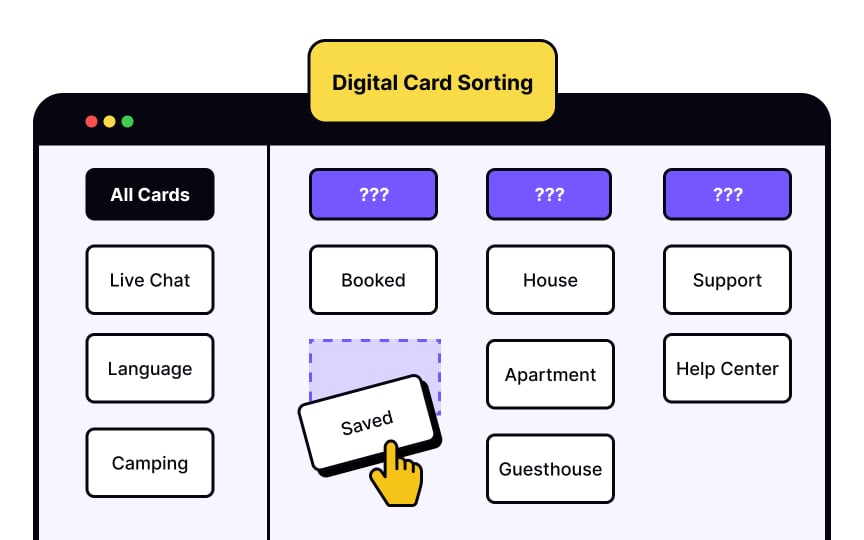 Digital Card Sorting
All Cards
Live Chat
Language
Camping
???
Booked
Saved
???
House
Apartment
Guesthouse
???
Support
Help Center